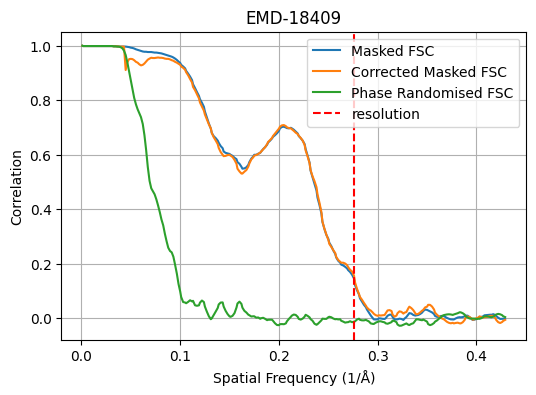 EMD-18409
Masked FSC
Corrected Masked FSC
Phase Randomised FSC
resolution
1.0
0.8
0.6
0.4
0.2
0.0
Correlation
0.0 0.1 0.2 0.3 0.4
Spatial Frequency (1/Å)